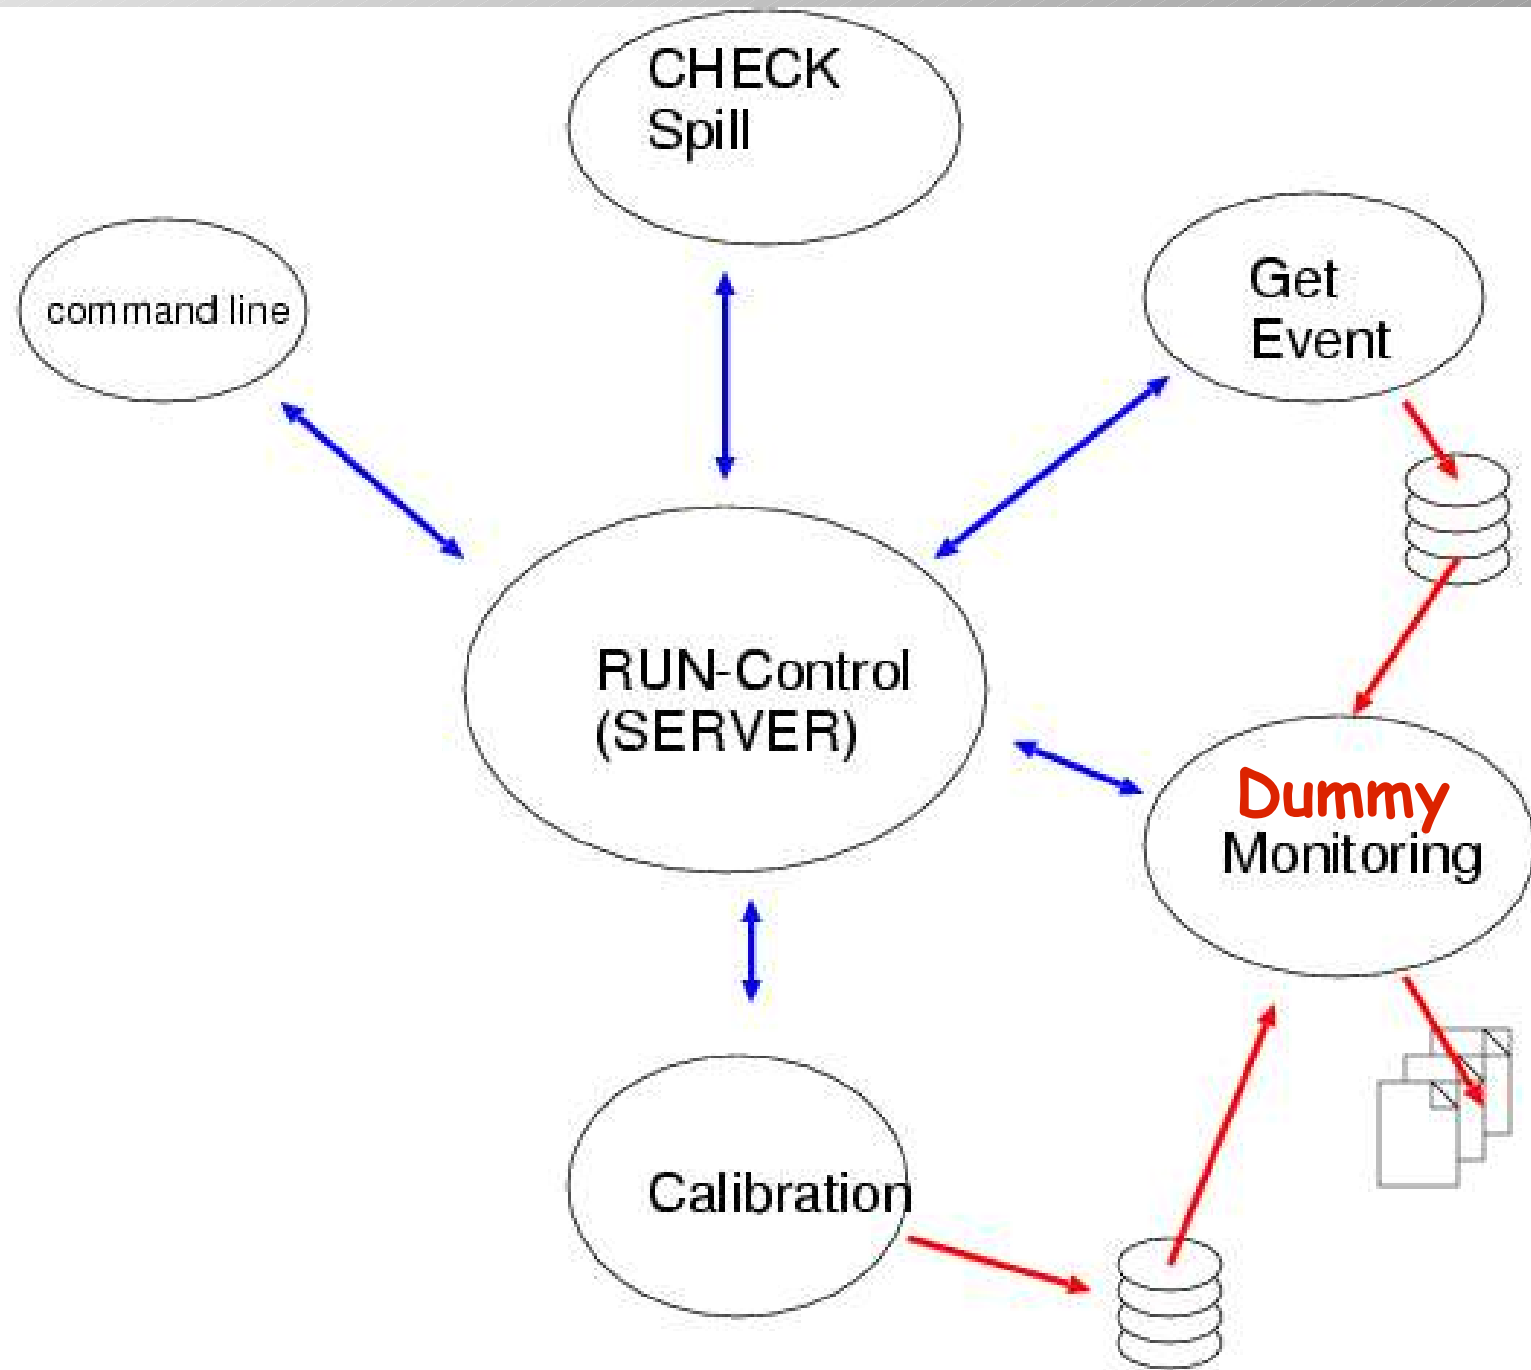 CHECK
Spill
command line
Get
Event
RUN-Control
(SERVER)
Dummy
Monitoring
Calibration